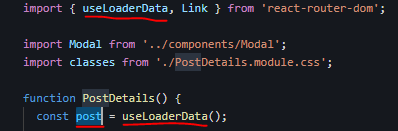 import { useLoaderData, Link } from 'react-router-dom';
import Modal from '../components/Modal';
import classes from './PostDetails.module.css';
function PostDetails() {
const post = useLoaderData();